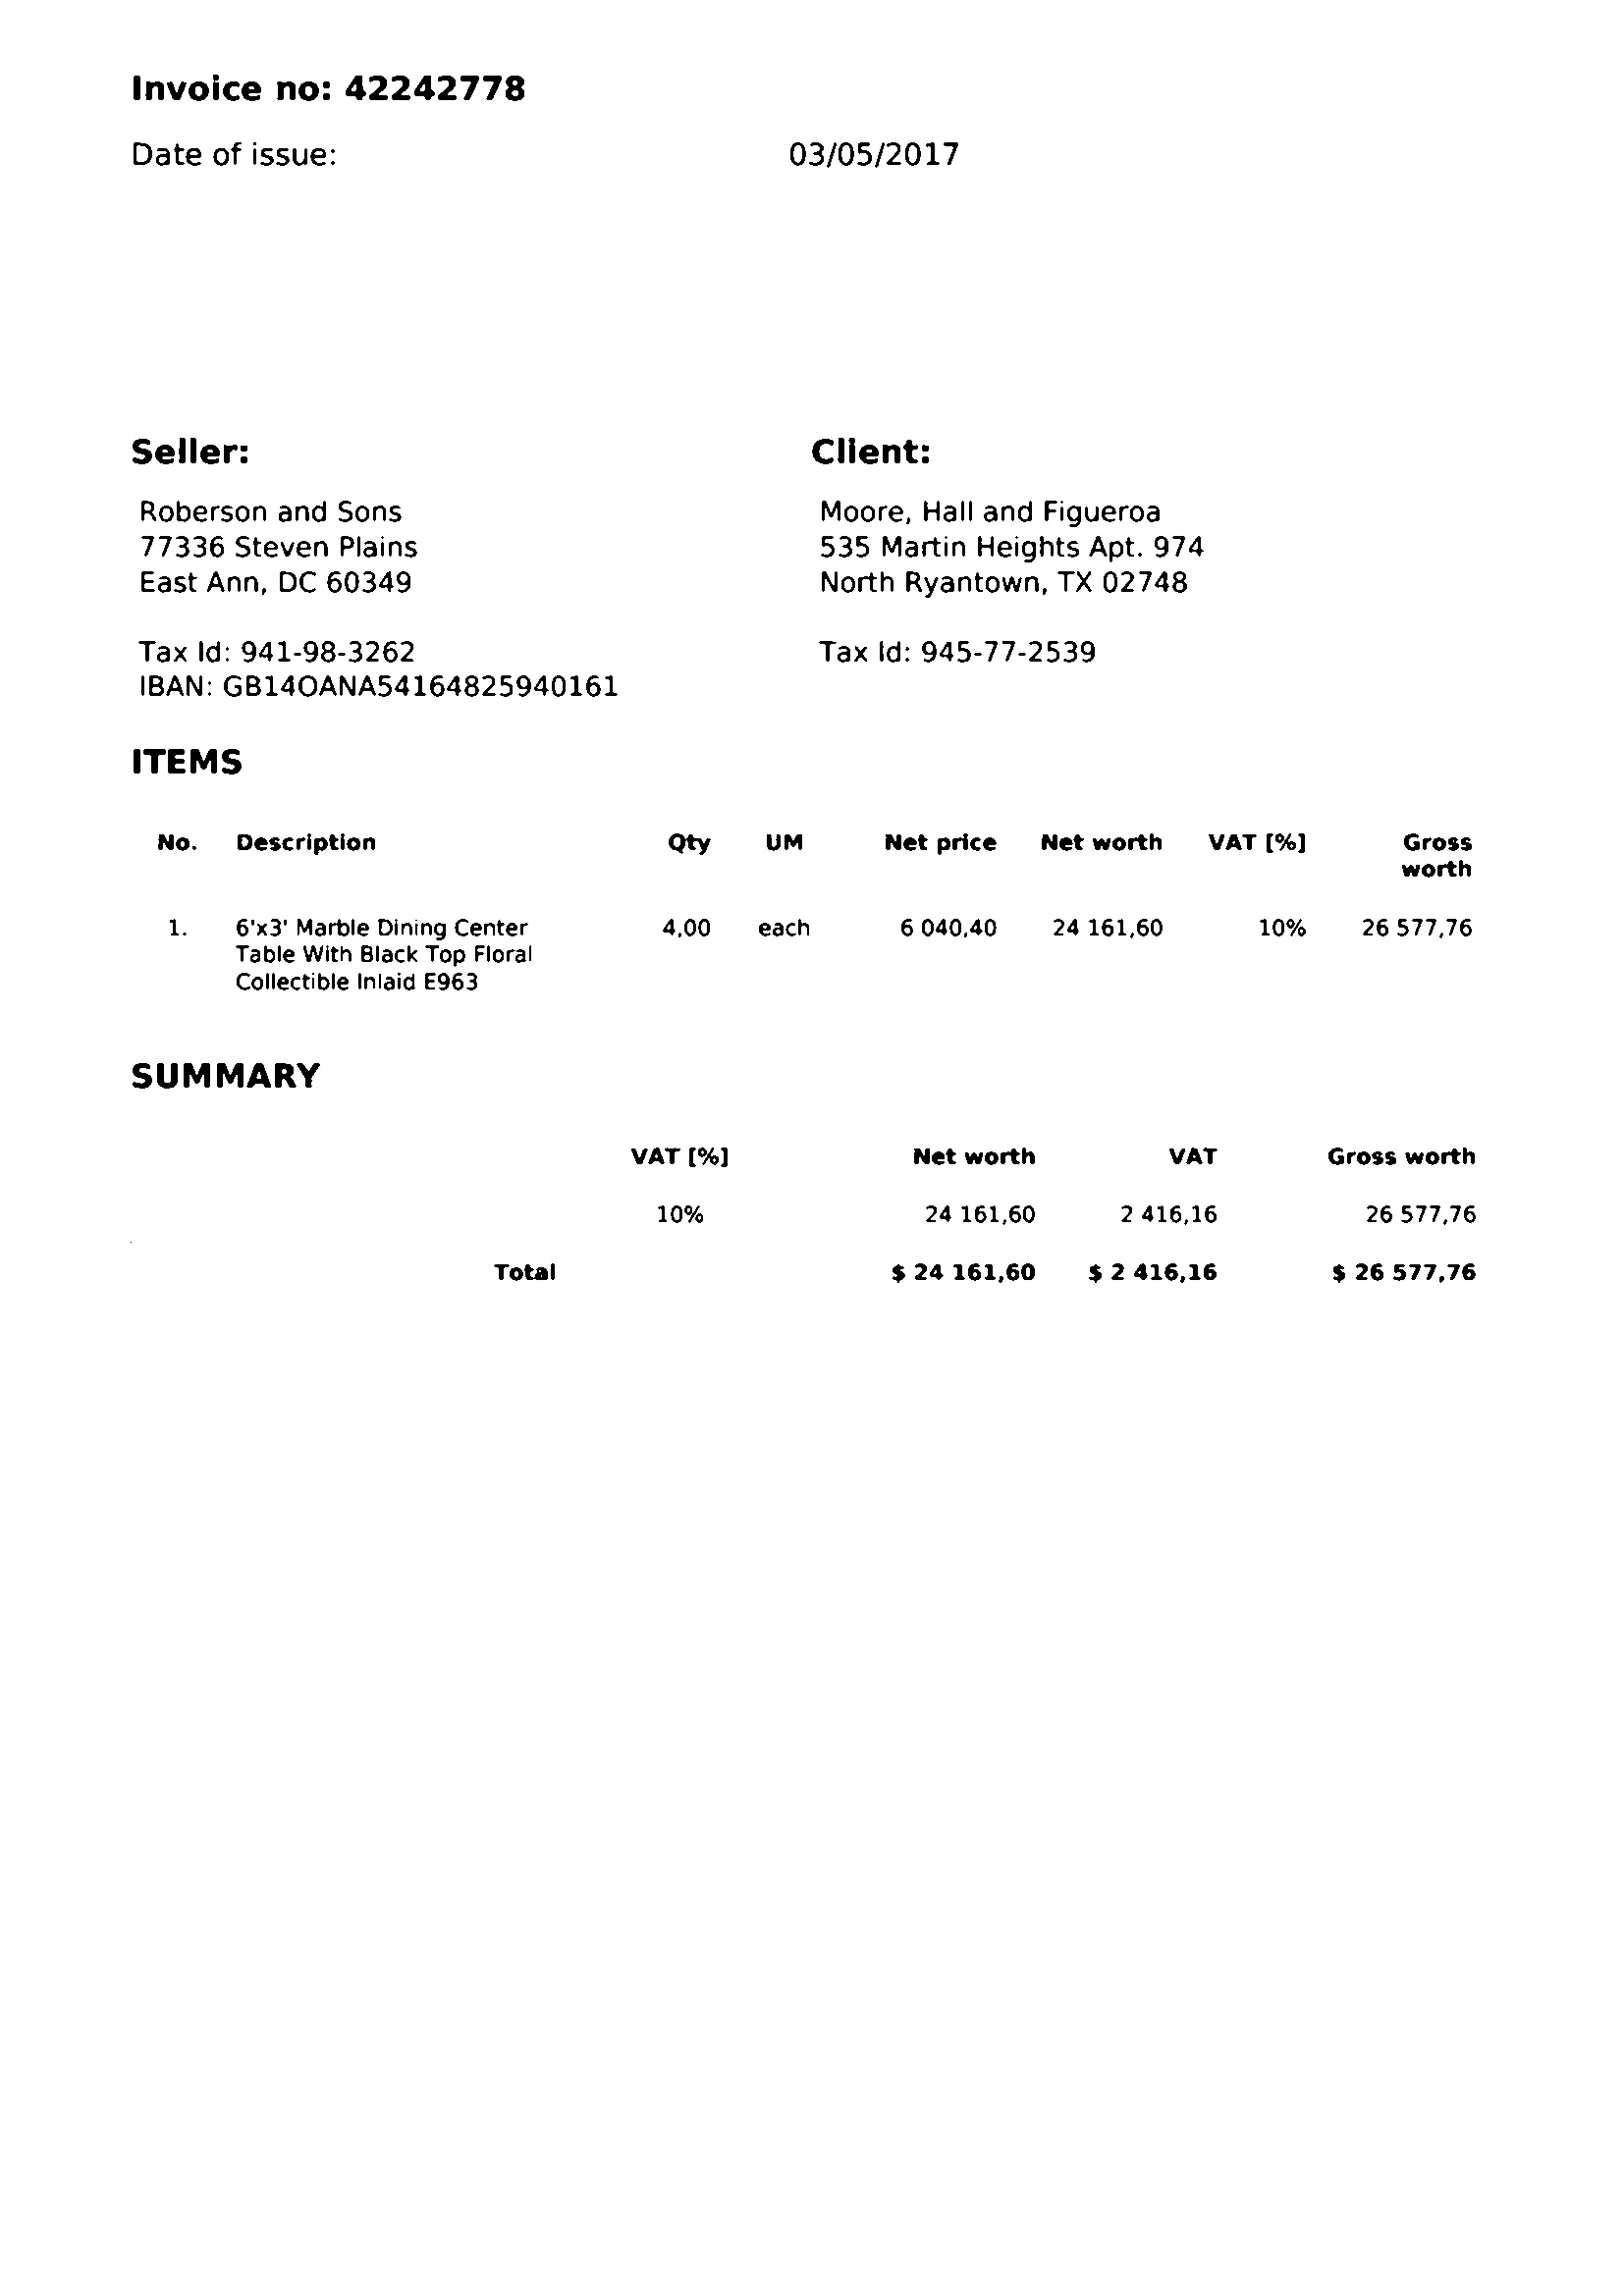 Invoice no: 42242778
Date of issue: 03/05/2017
Seller:
Roberson and Sons
77336 Steven Plains
East Ann, DC 60349
Tax Id: 941-98-3262
IBAN: GB14OANA54164825940161
Client:
Moore, Hall and Figueroa
535 Martin Heights Apt. 974
North Ryantown, TX 02748
Tax Id: 945-77-2539
ITEMS
No. Description Qty UM Net price Net worth VAT [%] Gross
worth
1. 6'x3' Marble Dining Center 4,00 each 6 040,40 24 161,60 10% 26 577,76
Table With Black Top Floral
Collectible Inlaid E963
SUMMARY
VAT [%] Net worth VAT Gross worth
10% 24 161,60 2 416,16 26 577,76
Total $ 24 161,60 $ 2 416,16 $ 26 577,76